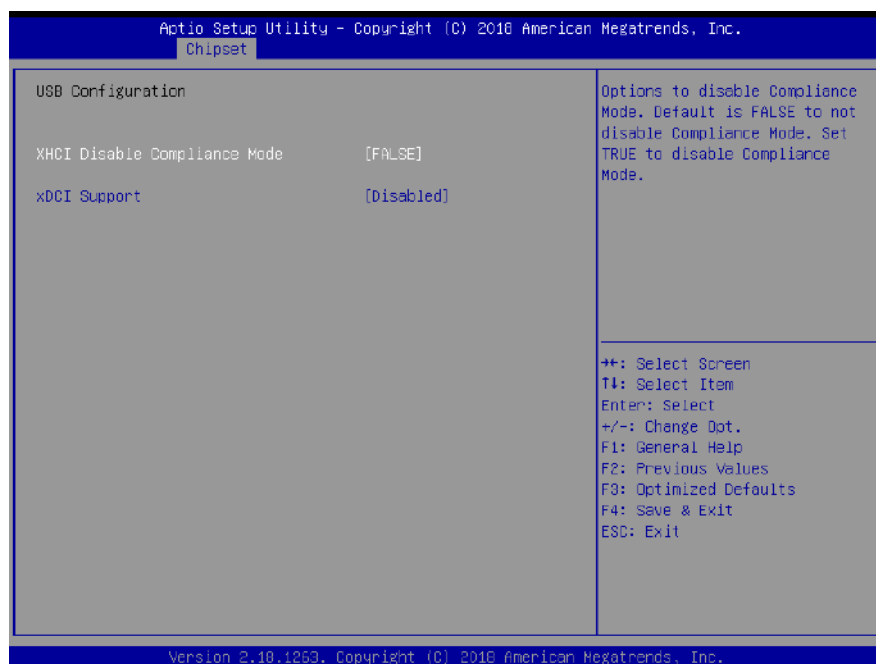 Aptio Setup Utility - Copyright (C) 2018 American Megatrends, Inc.
Chipset
USB Configuration
XHCI Disable Compliance Mode [FALSE]
xDCI Support [Disabled]
Options to disable Compliance
Mode. Default is FALSE to not
disable Compliance Mode. Set
TRUE to disable Compliance
Mode.
→←: Select Screen
↑↓: Select Item
Enter: Select
+/-: Change Opt.
F1: General Help
F2: Previous Values
F3: Optimized Defaults
F4: Save & Exit
ESC: Exit
Version 2.18.1263. Copyright (C) 2018 American Megatrends, Inc.